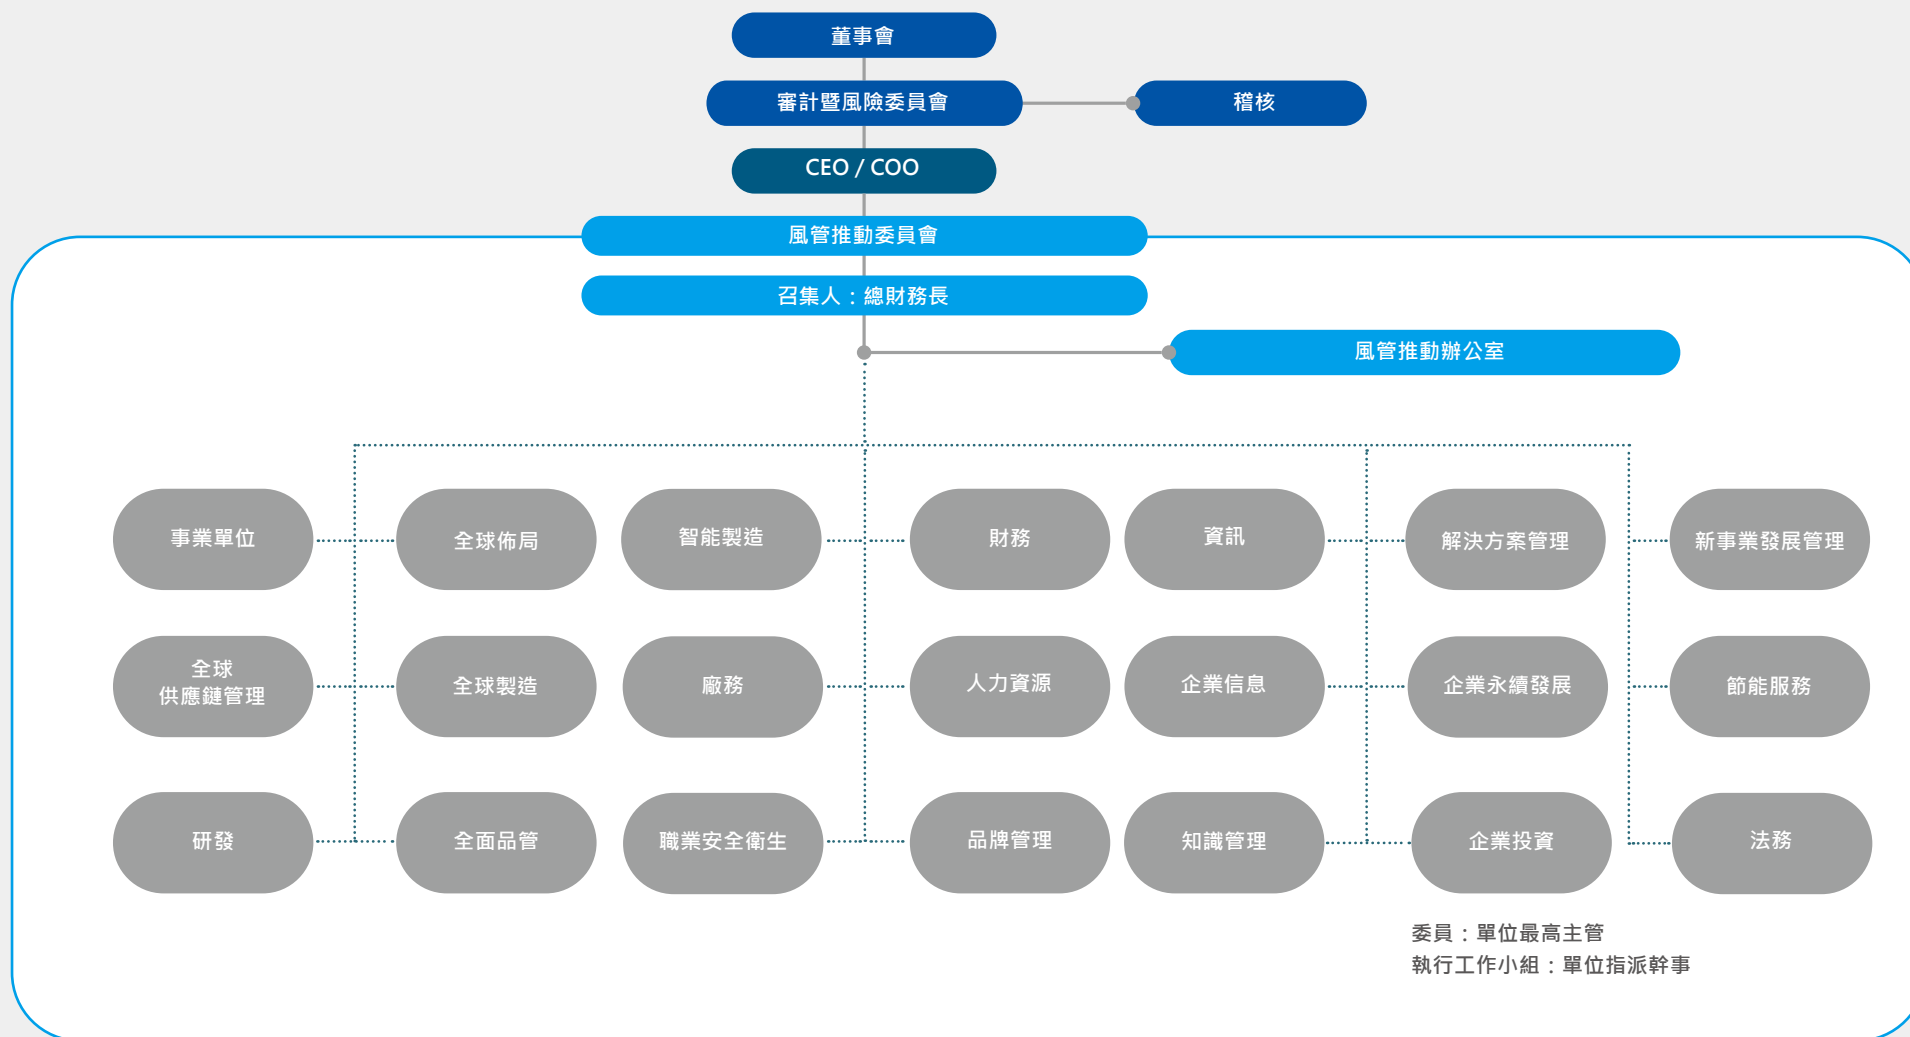 董事會
審計暨風險委員會
稽核
CEO / COO
風管推動委員會
召集人：總財務長
風管推動辦公室
事業單位
全球佈局
智能製造
財務
資訊
解決方案管理
新事業發展管理
全球
供應鏈管理
全球製造
廠務
人力資源
企業信息
企業永續發展
節能服務
研發
全面品管
職業安全衛生
品牌管理
知識管理
企業投資
法務
委員：單位最高主管
執行工作小組：單位指派幹事